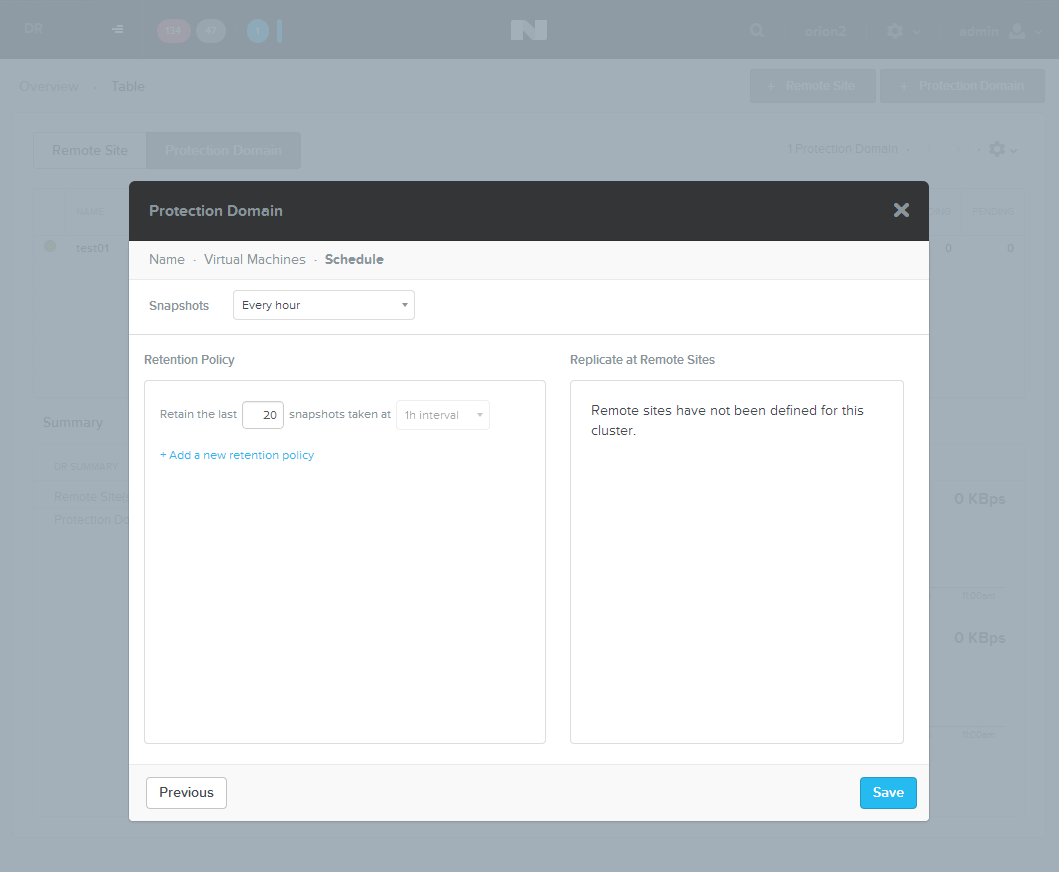 DR
134
47
1
orion2
admin
Overview
Table
+ Remote Site
+ Protection Domain
Remote Site
Protection Domain
1 Protection Domain
NAME
PENDING
test01
0
0
Protection Domain
Name - Virtual Machines - Schedule
Snapshots
Every hour
Retention Policy
Replicate at Remote Sites
Retain the last 20 snapshots taken at 1h interval
+ Add a new retention policy
Remote sites have not been defined for this
cluster.
Summary
DR SUMMARY
Remote Site
Protection Do
0 KBps
0 KBps
Previous
Save